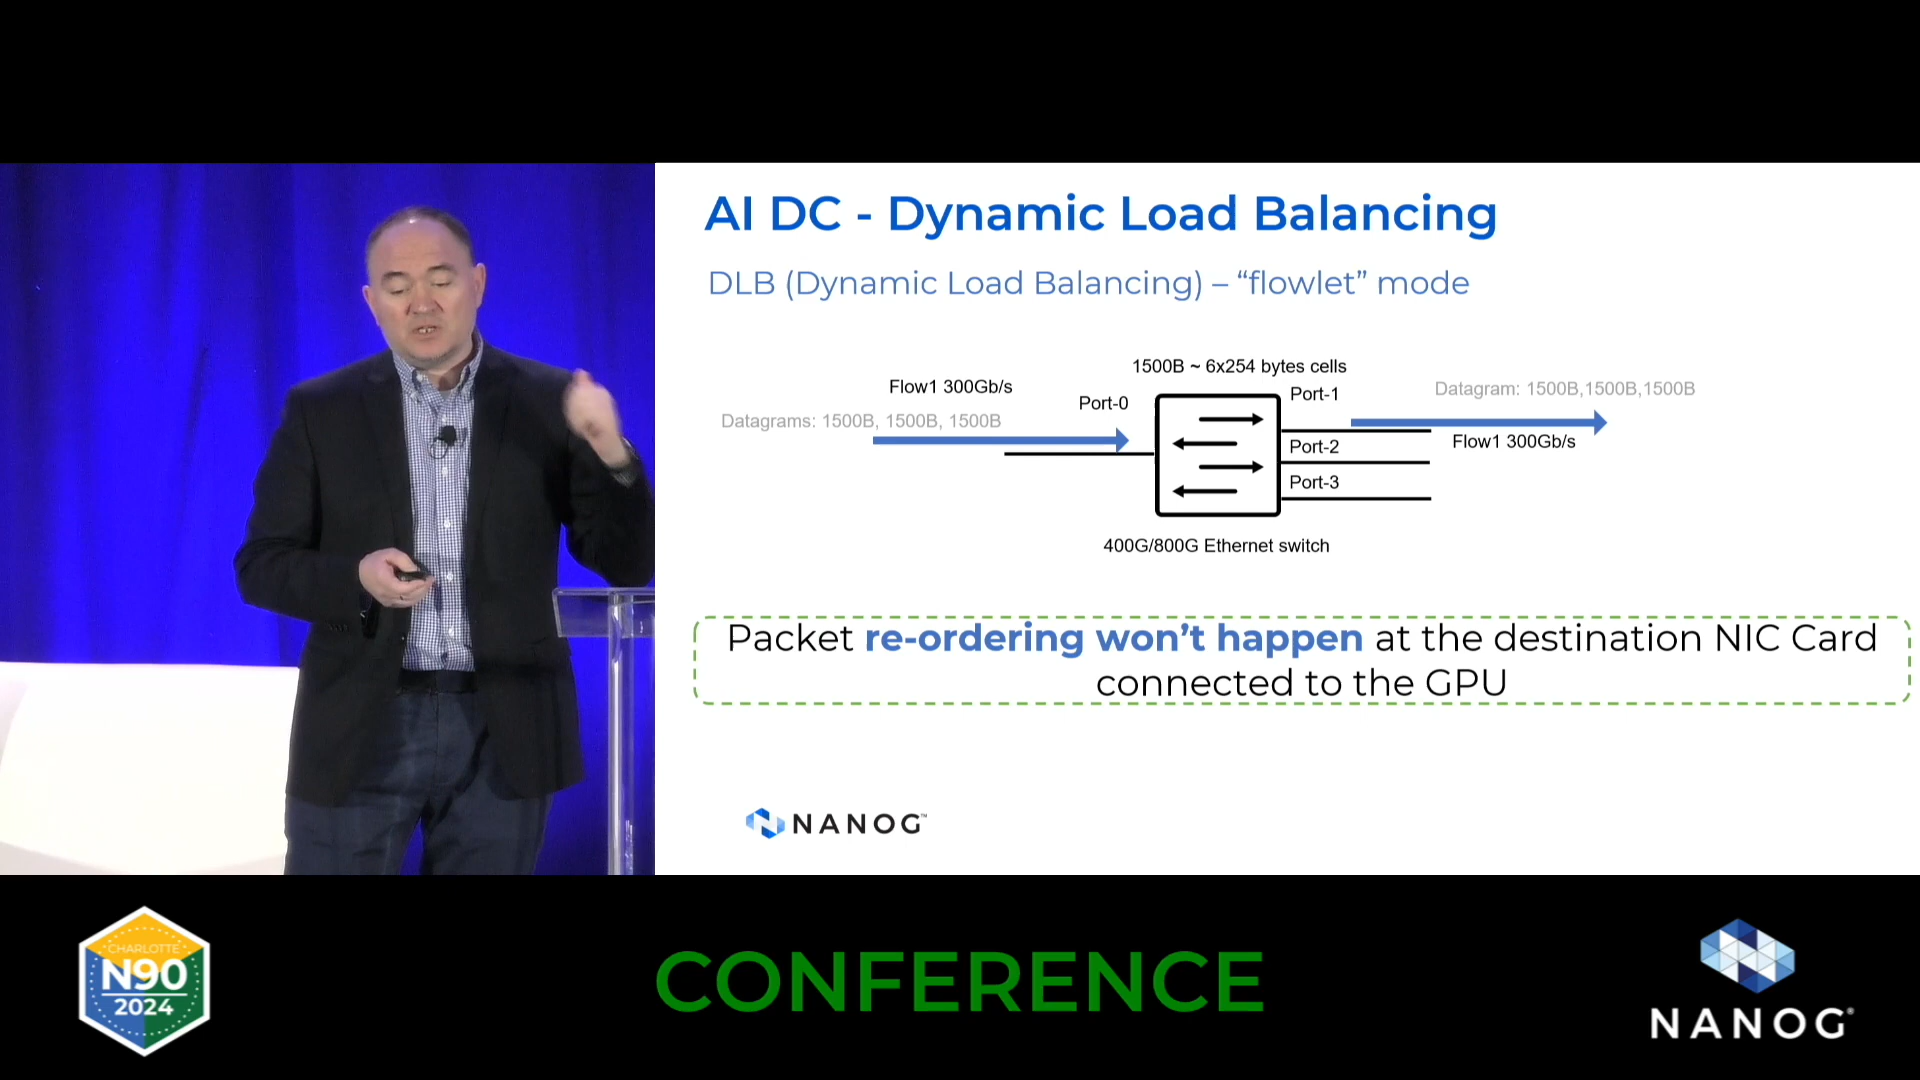 AI DC - Dynamic Load Balancing
DLB (Dynamic Load Balancing) – “flowlet” mode
1500B ~ 6x254 bytes cells
Flow1 300Gb/s
Port-0
Port-1
Datagram: 1500B,1500B,1500B
Datagrams: 1500B, 1500B, 1500B
Port-2
Flow1 300Gb/s
Port-3
400G/800G Ethernet switch
Packet re-ordering won’t happen at the destination NIC Card
connected to the GPU
NANOG™
CHARLOTTE
N90
2024
CONFERENCE
NANOG®